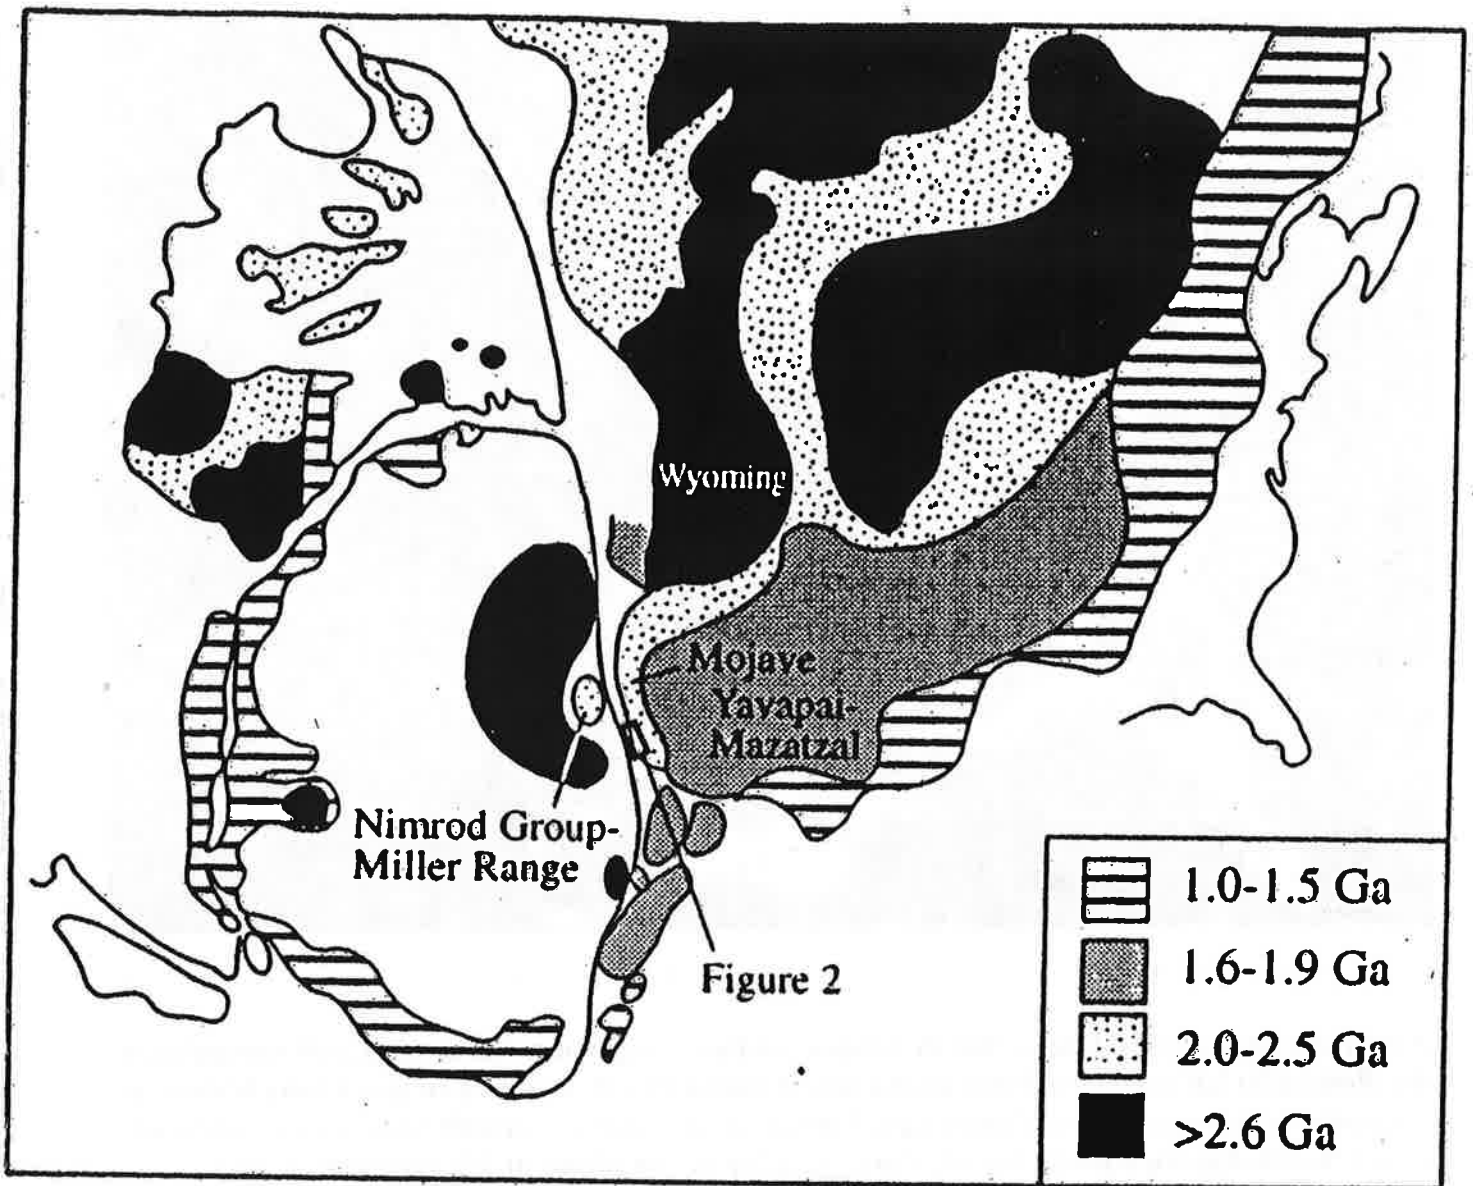 Wyoming
Mojave
Yavapai-
Mazatzal
Nimrod Group-
Miller Range
Figure 2
1.0-1.5 Ga
1.6-1.9 Ga
2.0-2.5 Ga
>2.6 Ga